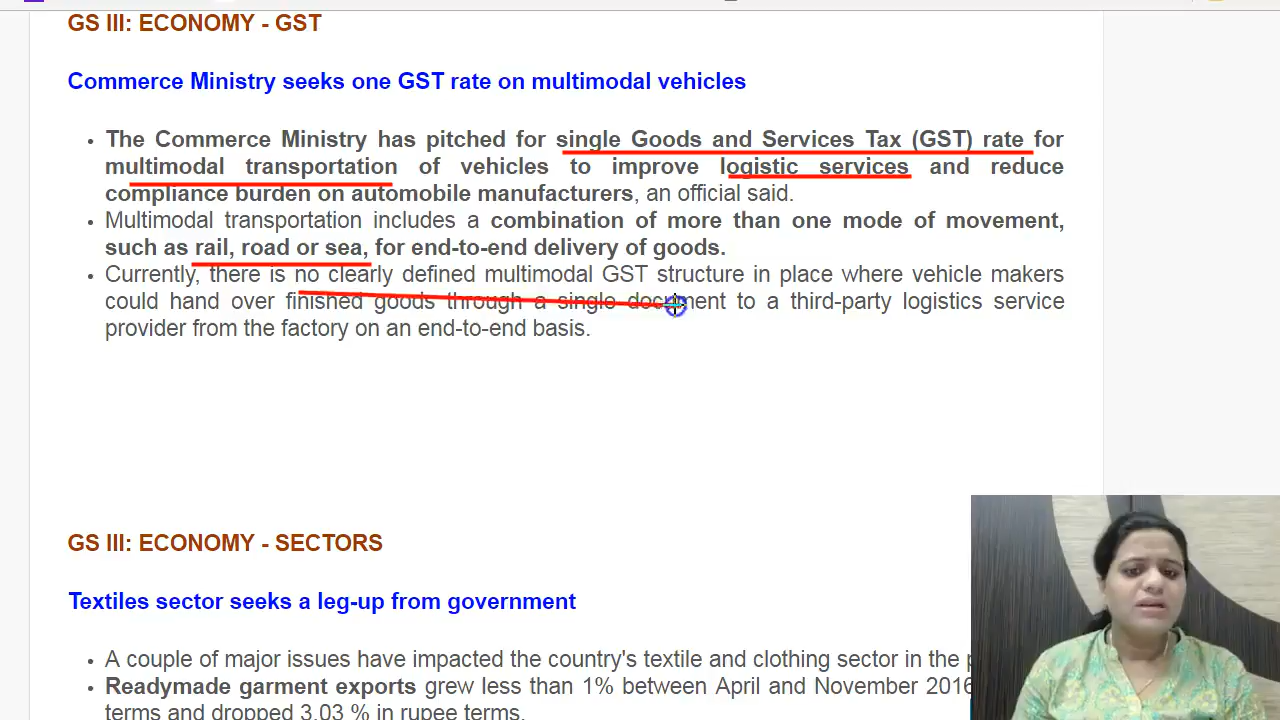 GS III: ECONOMY - GST
Commerce Ministry seeks one GST rate on multimodal vehicles
• The Commerce Ministry has pitched for single Goods and Services Tax (GST) rate for
multimodal transportation of vehicles to improve logistic services and reduce
compliance burden on automobile manufacturers, an official said.
• Multimodal transportation includes a combination of more than one mode of movement,
such as rail, road or sea, for end-to-end delivery of goods.
• Currently, there is no clearly defined multimodal GST structure in place where vehicle makers
could hand over finished goods through a single document to a third-party logistics service
provider from the factory on an end-to-end basis.
GS III: ECONOMY - SECTORS
Textiles sector seeks a leg-up from government
• A couple of major issues have impacted the country's textile and clothing sector in the
• Readymade garment exports grew less than 1% between April and November 2016
terms and dropped 3.03 % in rupee terms.